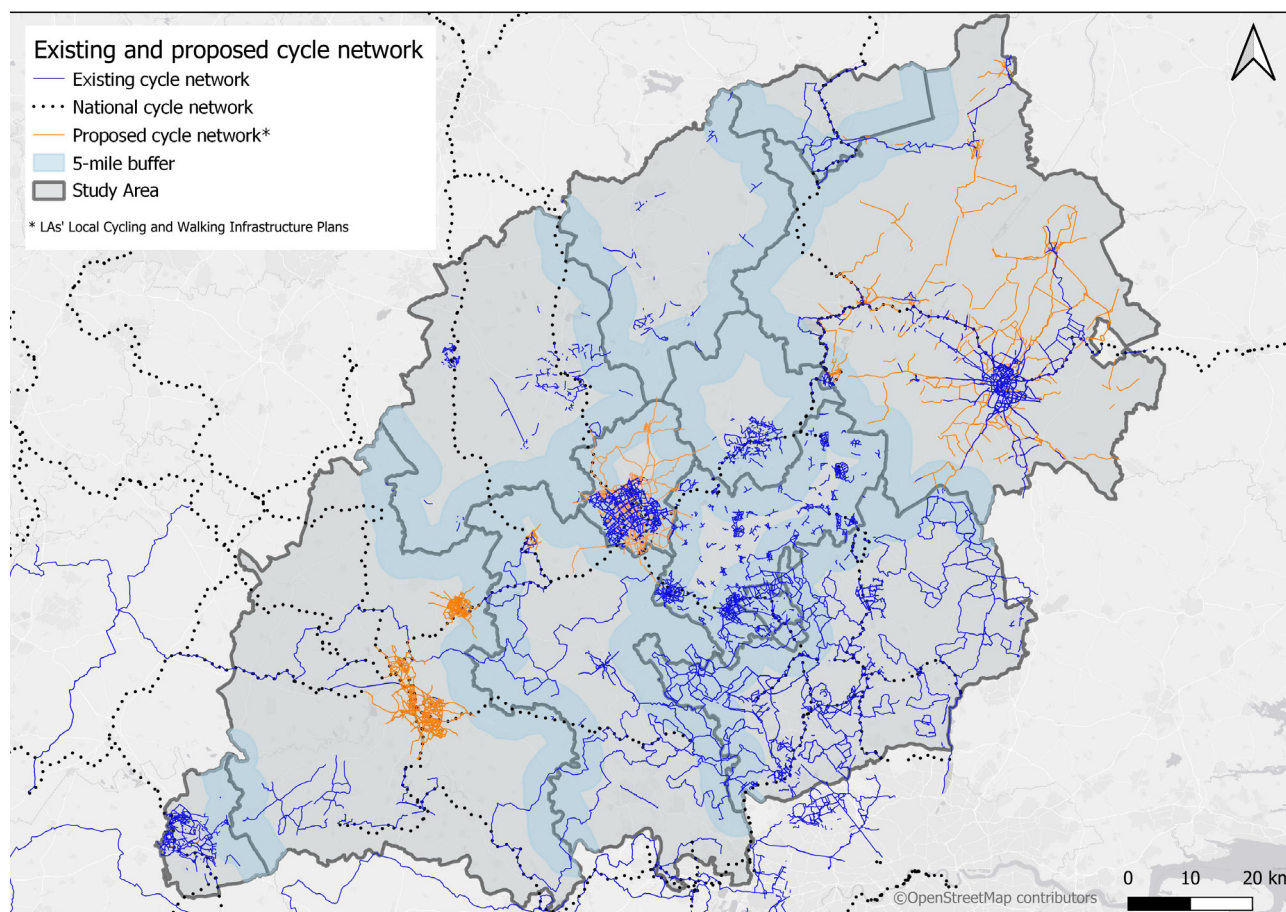 Existing and proposed cycle network
Existing cycle network
National cycle network
Proposed cycle network*
5-mile buffer
Study Area
* LAs' Local Cycling and Walking Infrastructure Plans
©OpenStreetMap contributors
0 10 20 km